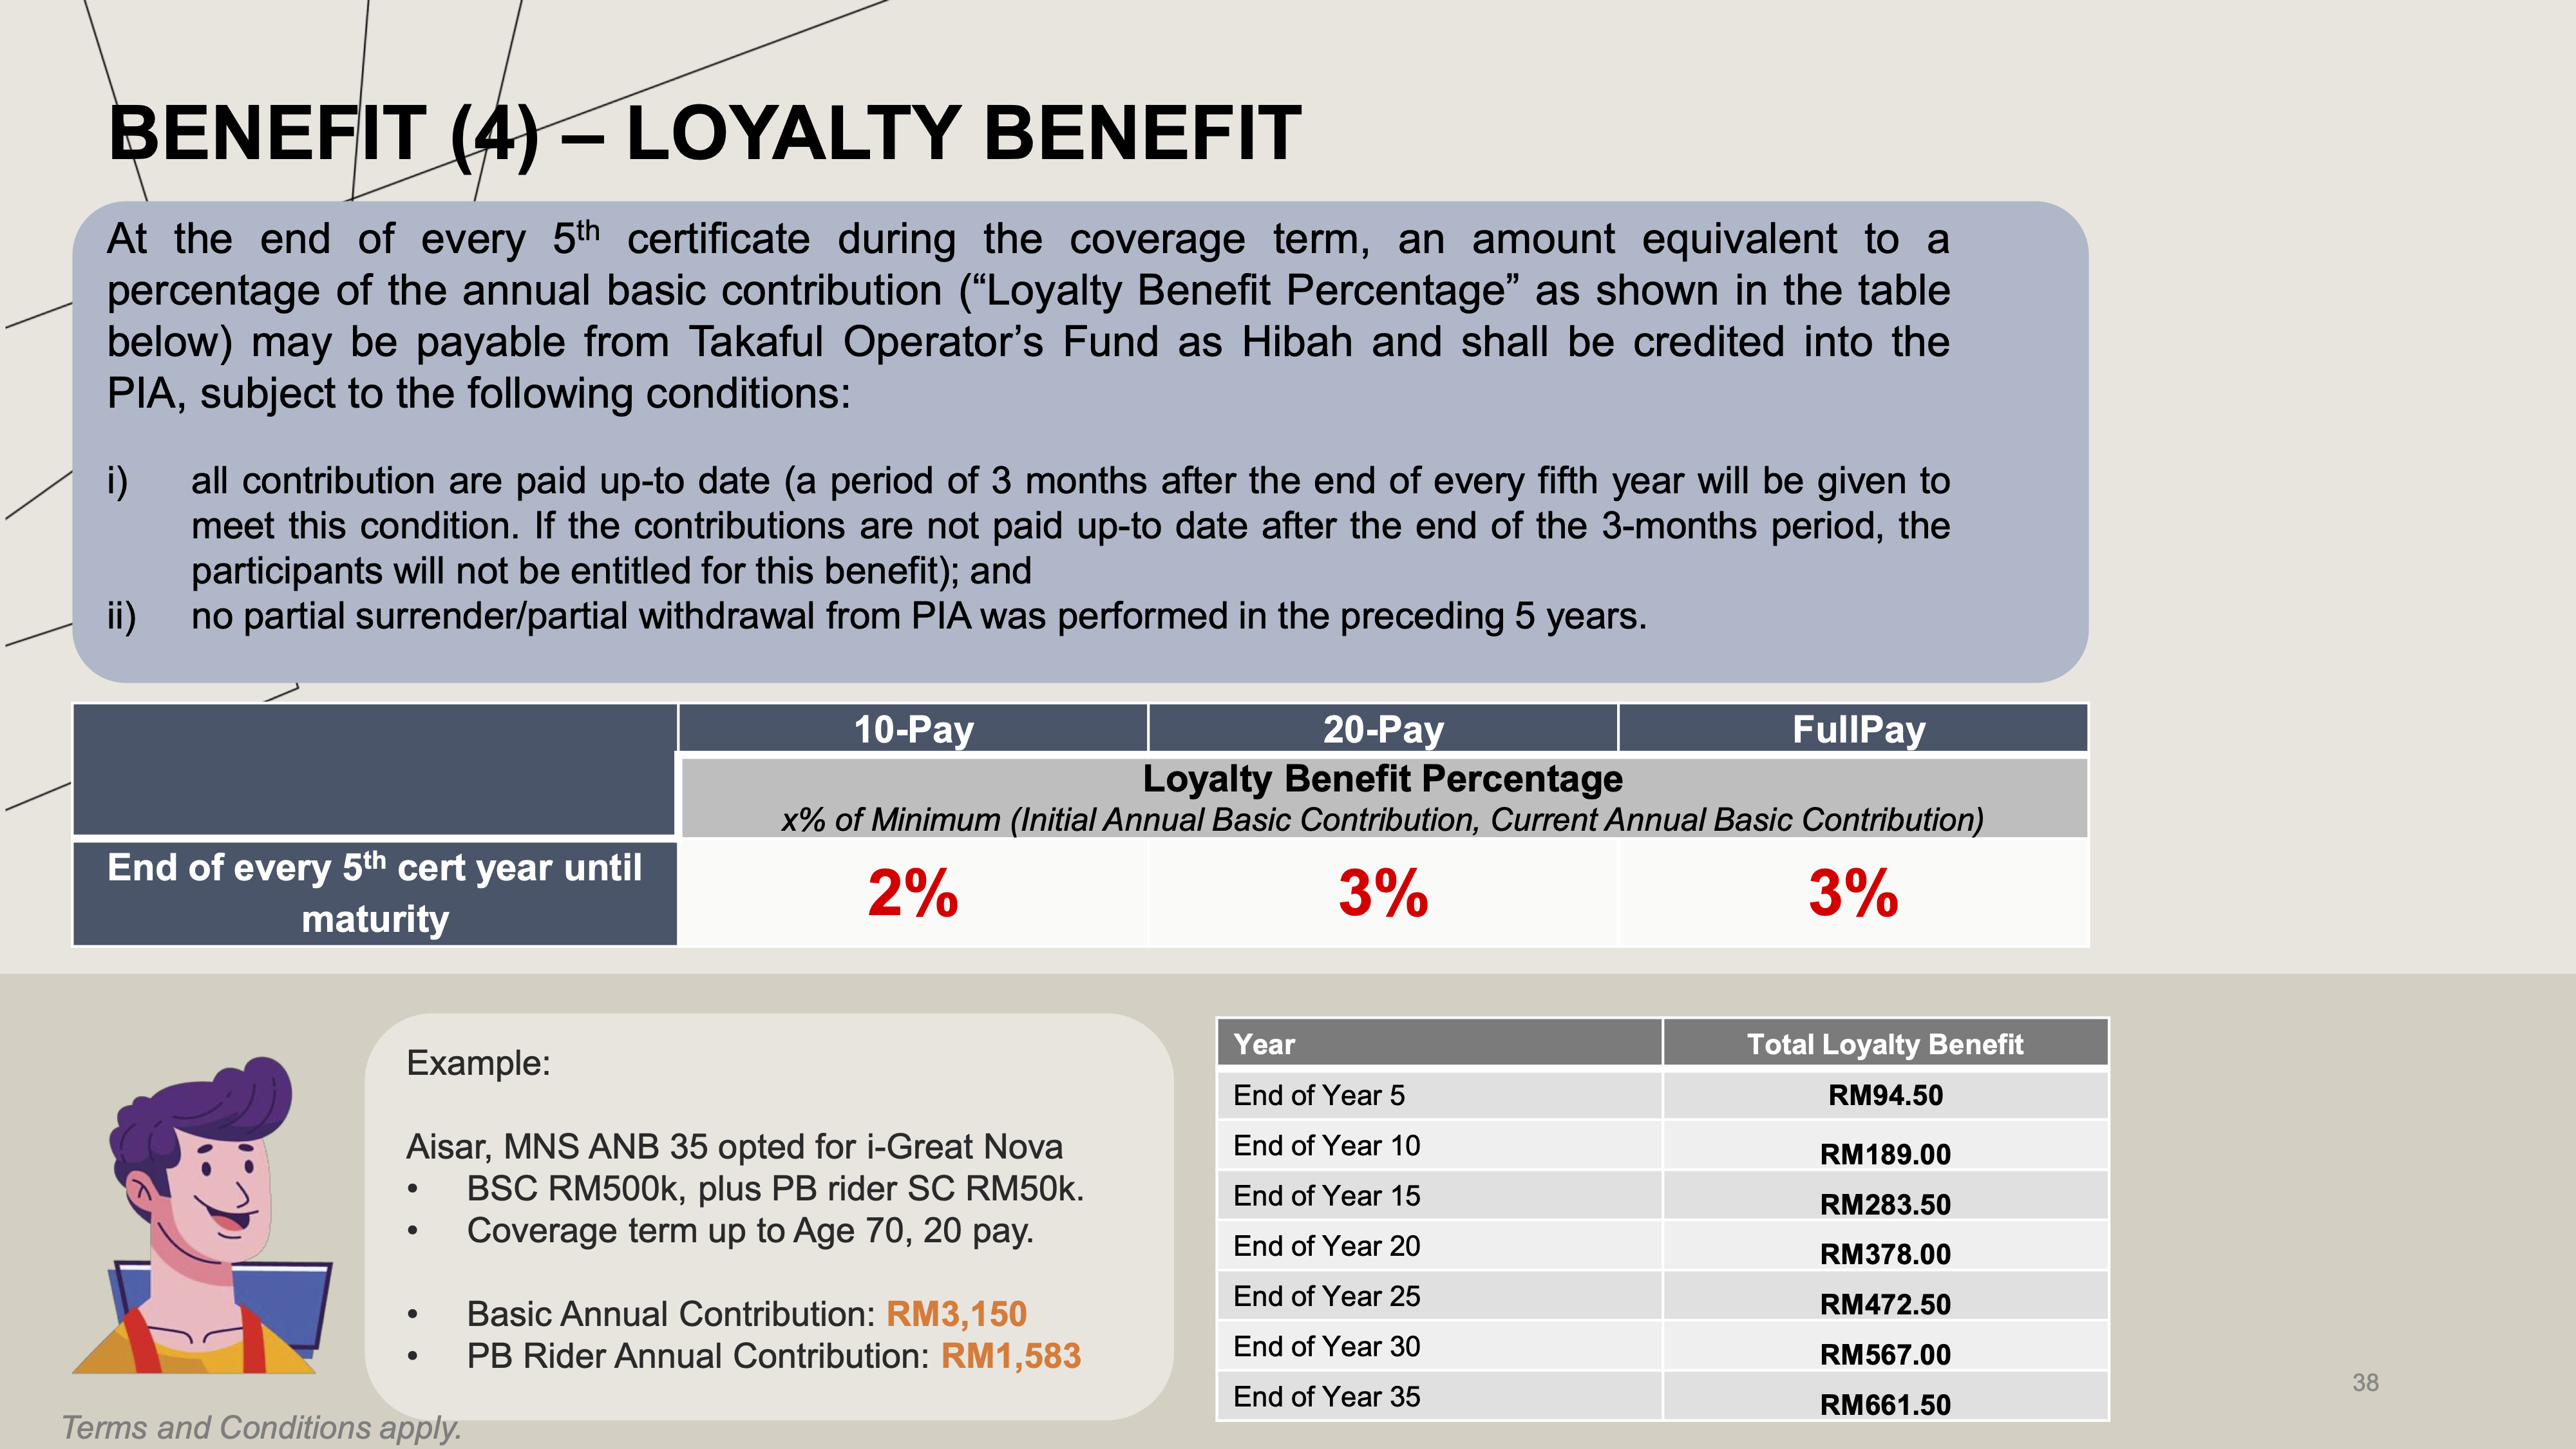 BENEFIT (4) – LOYALTY BENEFIT
At the end of every 5th certificate during the coverage term, an amount equivalent to a
percentage of the annual basic contribution (“Loyalty Benefit Percentage” as shown in the table
below) may be payable from Takaful Operator’s Fund as Hibah and shall be credited into the
PIA, subject to the following conditions:
i) all contribution are paid up-to date (a period of 3 months after the end of every fifth year will be given to
meet this condition. If the contributions are not paid up-to date after the end of the 3-months period, the
participants will not be entitled for this benefit); and
ii) no partial surrender/partial withdrawal from PIA was performed in the preceding 5 years.
10-Pay 20-Pay FullPay
Loyalty Benefit Percentage
x% of Minimum (Initial Annual Basic Contribution, Current Annual Basic Contribution)
End of every 5th cert year until
maturity
2% 3% 3%
Example:
Aisar, MNS ANB 35 opted for i-Great Nova
• BSC RM500k, plus PB rider SC RM50k.
• Coverage term up to Age 70, 20 pay.
• Basic Annual Contribution: RM3,150
• PB Rider Annual Contribution: RM1,583
Year Total Loyalty Benefit
End of Year 5 RM94.50
End of Year 10 RM189.00
End of Year 15 RM283.50
End of Year 20 RM378.00
End of Year 25 RM472.50
End of Year 30 RM567.00
End of Year 35 RM661.50
38
Terms and Conditions apply.